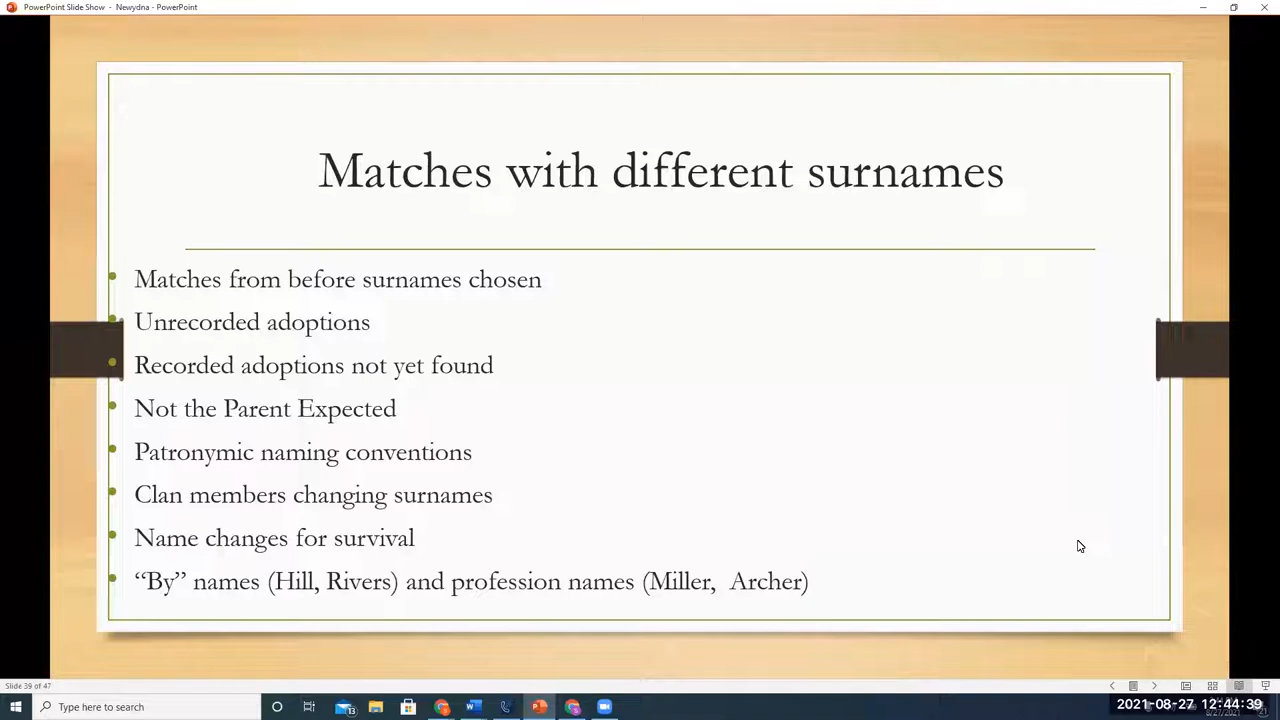 PowerPoint Slide Show - Newydna - PowerPoint
Matches with different surnames
Matches from before surnames chosen
Unrecorded adoptions
Recorded adoptions not yet found
Not the Parent Expected
Patronymic naming conventions
Clan members changing surnames
Name changes for survival
“By” names (Hill, Rivers) and profession names (Miller, Archer)
Slide 39 of 47
Type here to search
13
2021-08-27 12:44:39